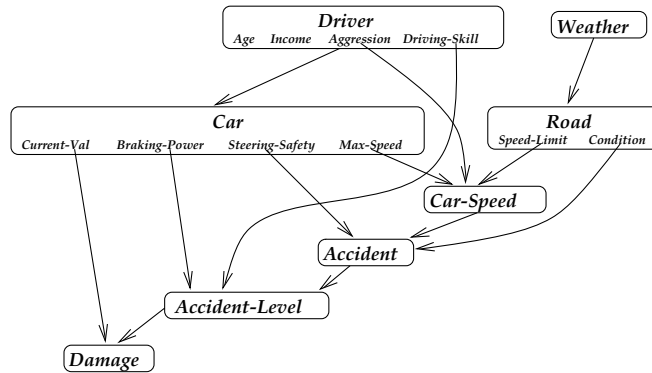 Driver
Age Income Aggression Driving-Skill
Weather
Car
Current-Val Braking-Power Steering-Safety Max-Speed
Road
Speed-Limit Condition
Car-Speed
Accident
Accident-Level
Damage